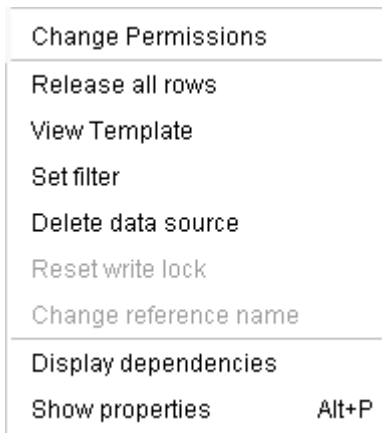 Change Permissions
Release all rows
View Template
Set filter
Delete data source
Reset write lock
Change reference name
Display dependencies
Show properties Alt+P